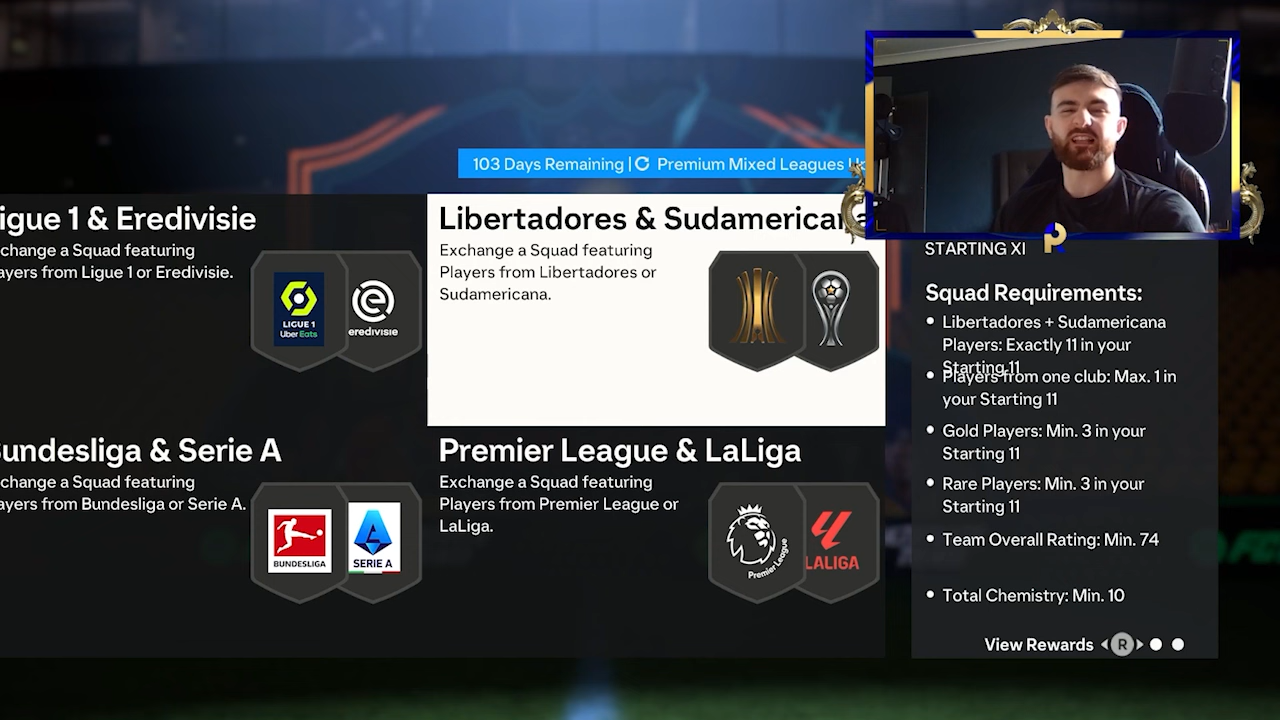 103 Days Remaining | Premium Mixed Leagues
igue 1 & Eredivisie
change a Squad featuring
ayers from Ligue 1 or Eredivisie.
LIGUE 1
Uber Eats
eredivisie
Libertadores & Sudamericana
Exchange a Squad featuring
Players from Libertadores or
Sudamericana.
undesliga & Serie A
change a Squad featuring
ayers from Bundesliga or Serie A.
BUNDESLIGA
SERIE A
Premier League & LaLiga
Exchange a Squad featuring
Players from Premier League or
LaLiga.
Premier League
LALIGA
STARTING XI
Squad Requirements:
Libertadores + Sudamericana
Players: Exactly 11 in your
Starting 11
Players from one club: Max. 1 in
your Starting 11
Gold Players: Min. 3 in your
Starting 11
Rare Players: Min. 3 in your
Starting 11
Team Overall Rating: Min. 74
Total Chemistry: Min. 10
View Rewards R